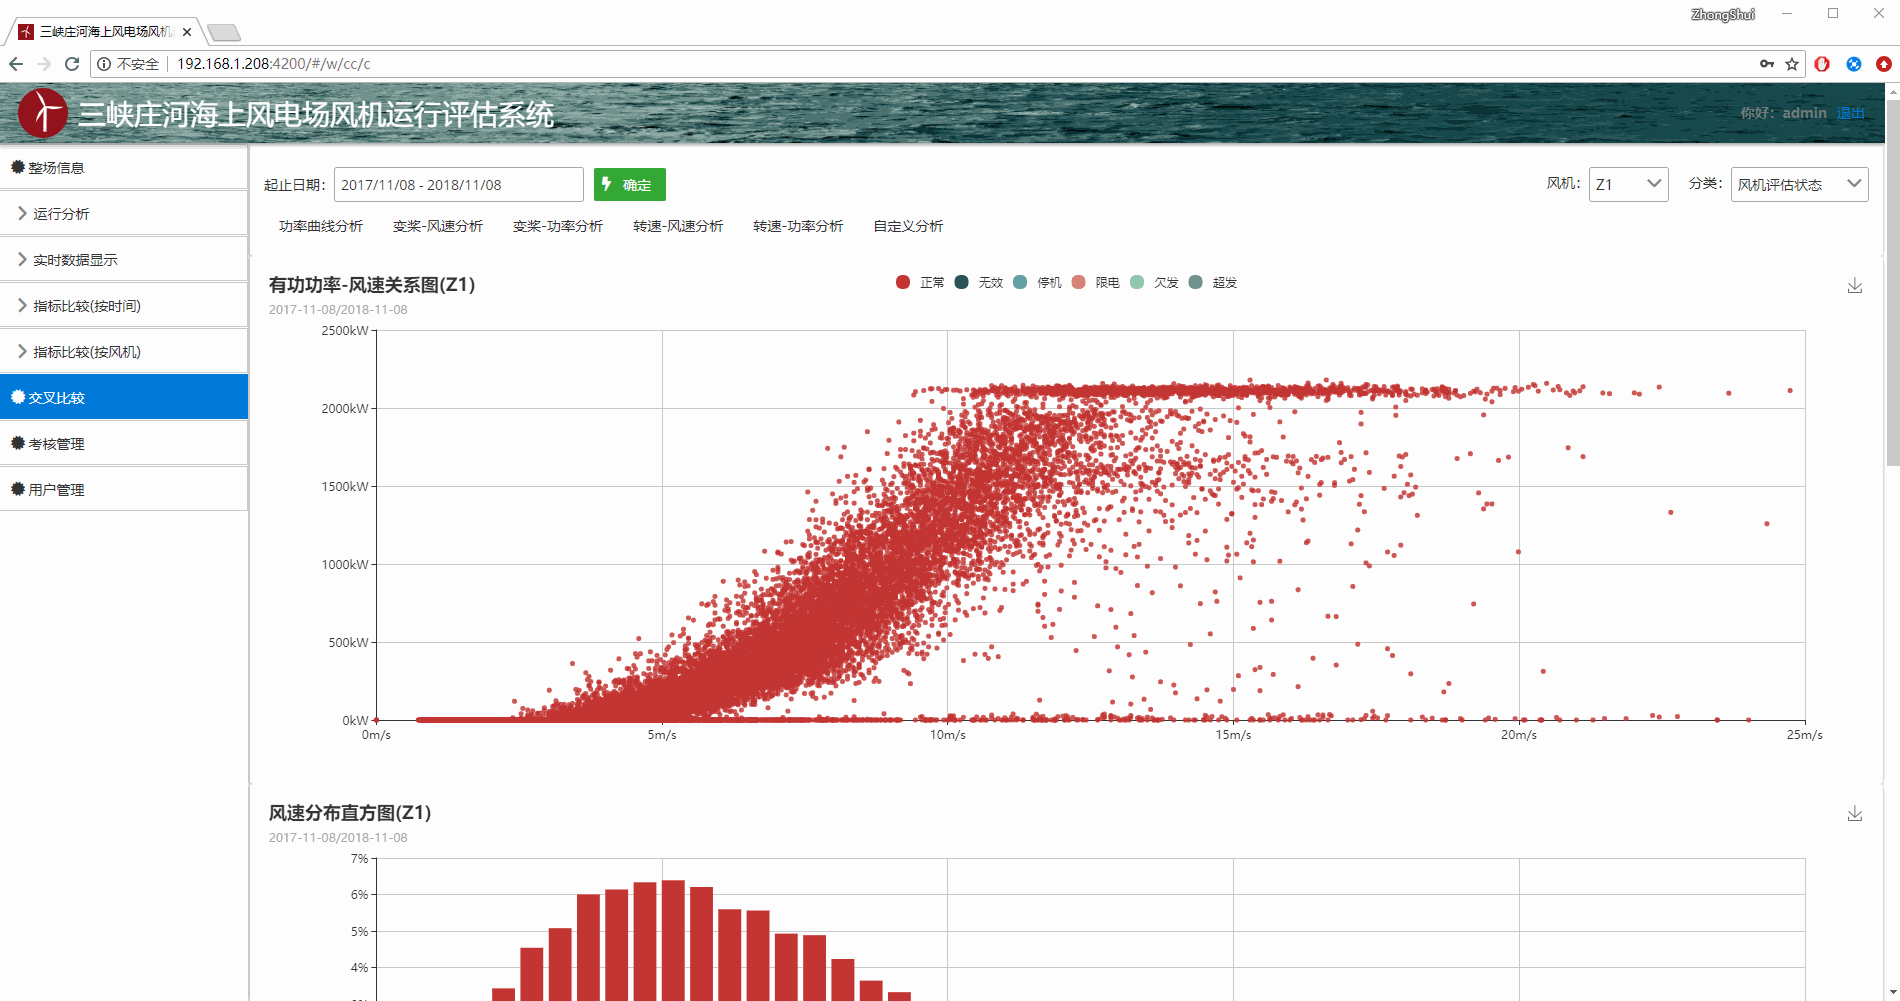 ZhongShui
三峡庄河海上风电场风机
不安全 192.168.1.208:4200/#/w/cc/c
三峡庄河海上风电场风机运行评估系统
你好: admin 退出
整场信息
运行分析
实时数据显示
指标比较(按时间)
指标比较(按风机)
交叉比较
考核管理
用户管理
起止日期: 2017/11/08 - 2018/11/08 确定 风机: Z1 分类: 风机评估状态
功率曲线分析 变桨-风速分析 变桨-功率分析 转速-风速分析 转速-功率分析 自定义分析
有功功率-风速关系图(Z1)
正常 无效 停机 限电 欠发 超发
2017-11-08/2018-11-08
2500kW
2000kW
1500kW
1000kW
500kW
0kW
0m/s 5m/s 10m/s 15m/s 20m/s 25m/s
风速分布直方图(Z1)
2017-11-08/2018-11-08
7%
6%
5%
4%